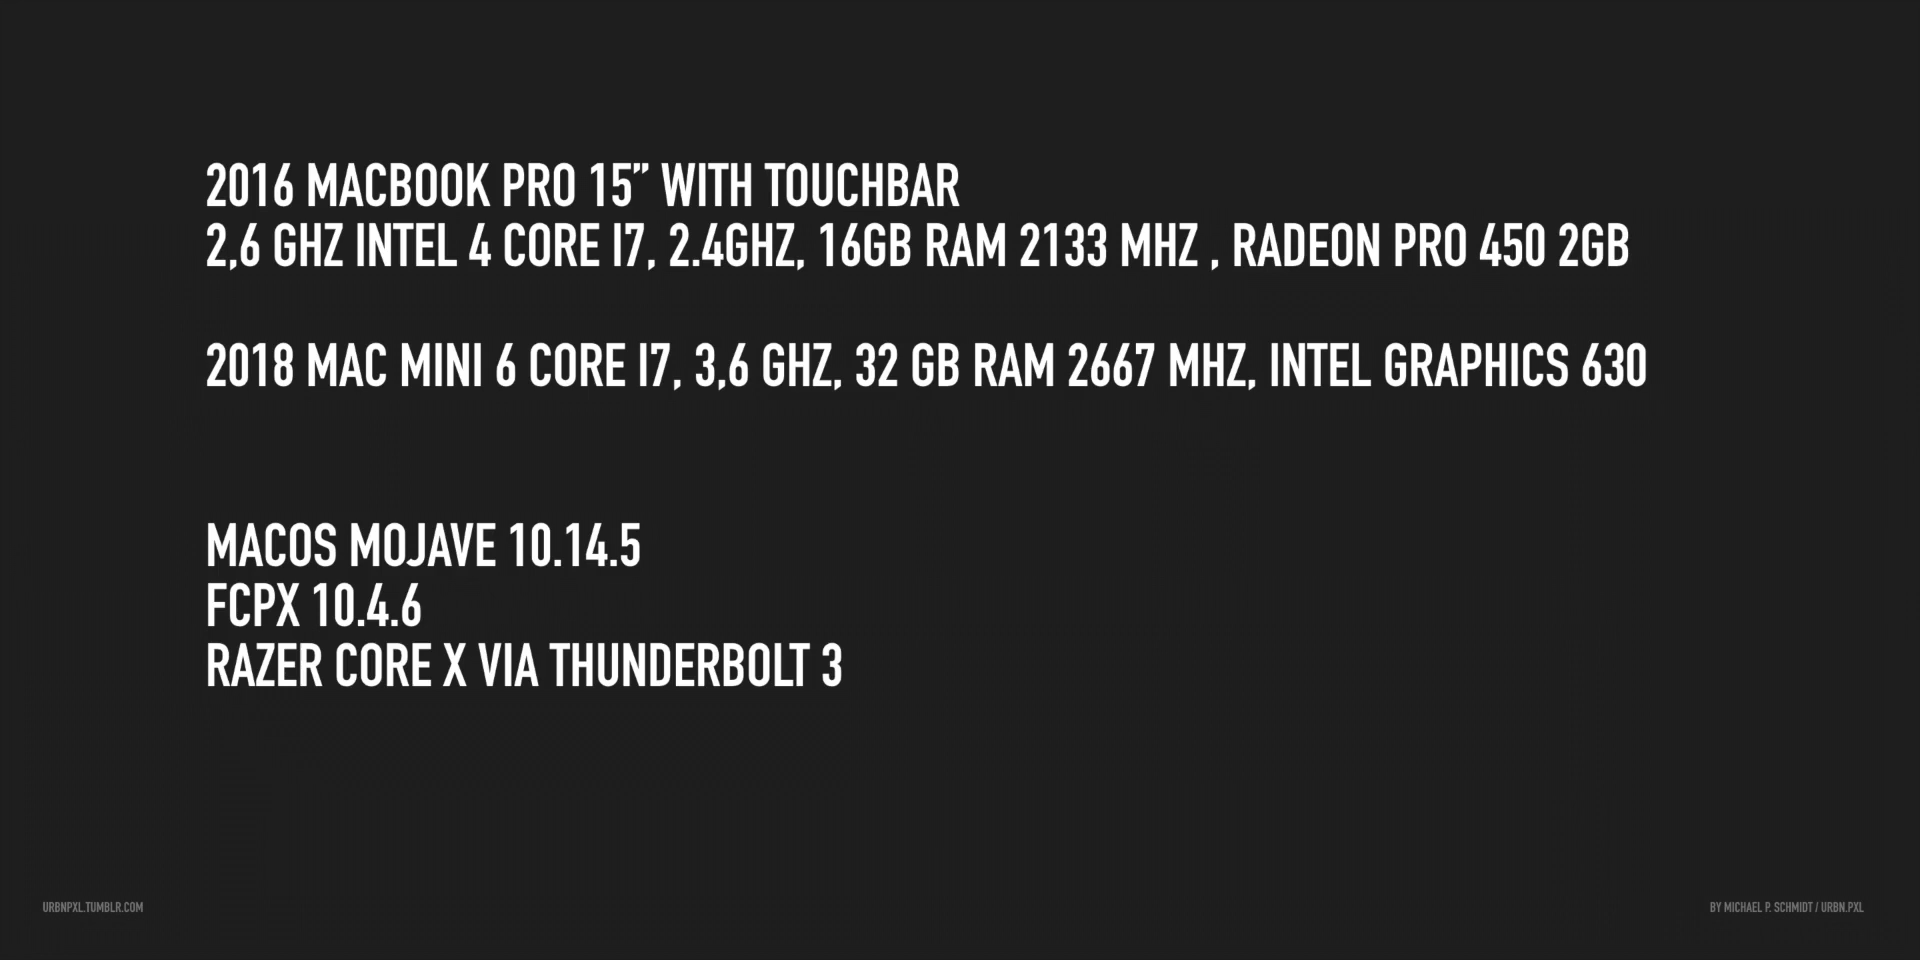 2016 MACBOOK PRO 15” WITH TOUCHBAR
2,6 GHZ INTEL 4 CORE I7, 2.4GHZ, 16GB RAM 2133 MHZ , RADEON PRO 450 2GB
2018 MAC MINI 6 CORE I7, 3,6 GHZ, 32 GB RAM 2667 MHZ, INTEL GRAPHICS 630
MACOS MOJAVE 10.14.5
FCPX 10.4.6
RAZER CORE X VIA THUNDERBOLT 3
URBNPXL.TUMBLR.COM
BY MICHAEL P. SCHMIDT / URBN.PXL